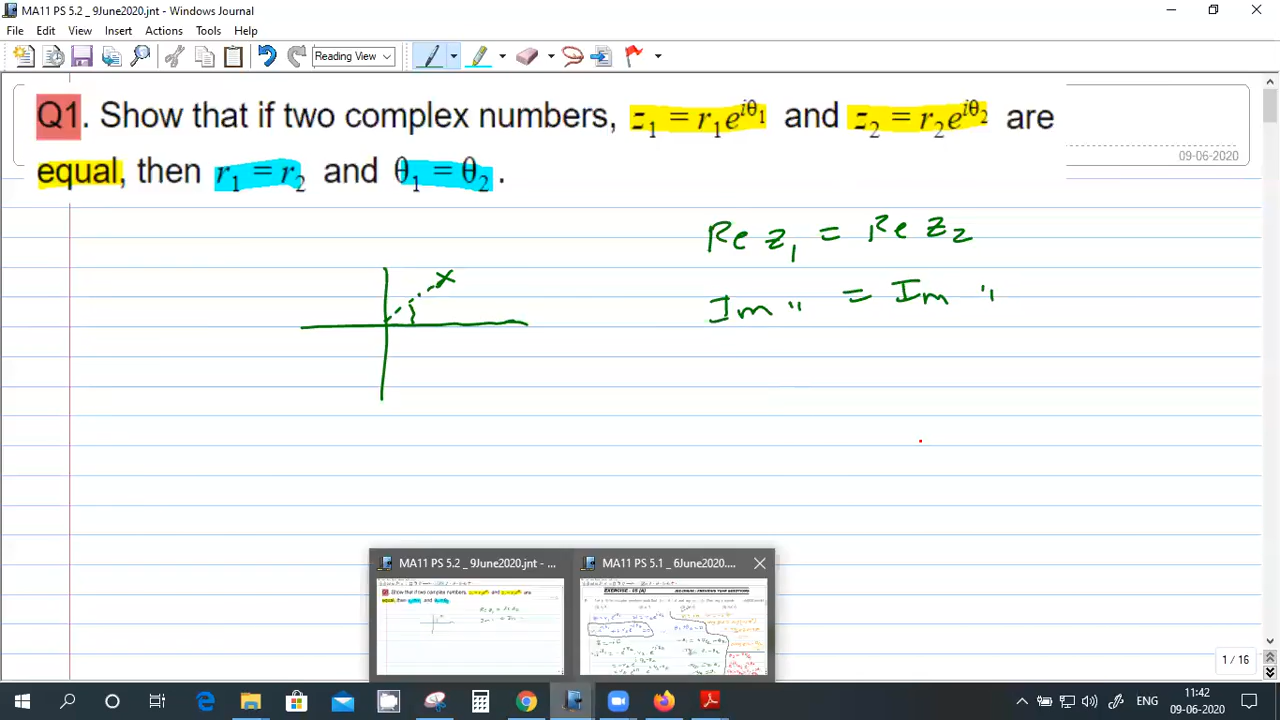 MA11 PS 5.2 _ 9June2020.jnt - Windows Journal
File Edit View Insert Actions Tools Help
Reading View
Q1. Show that if two complex numbers, z₁ = r₁e^{iθ₁} and z₂ = r₂e^{iθ₂} are
09-06-2020
equal, then r₁ = r₂ and θ₁ = θ₂ .
Re z₁ = Re z₂
Im " = Im "
MA11 PS 5.2 _ 9June2020.jnt - ...
MA11 PS 5.1 _ 6June2020....
1 / 16
ENG
11:42
09-06-2020